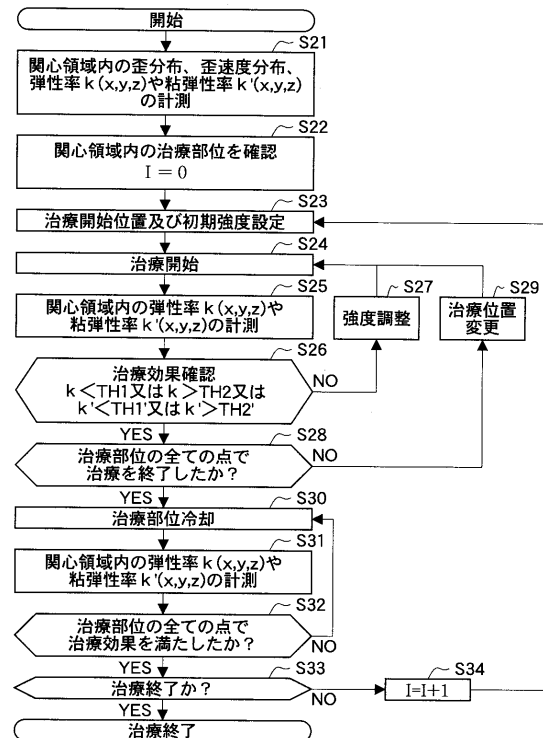 開始
S21
関心領域内の歪分布、歪速度分布、
弾性率k(x,y,z)や粘弾性率k'(x,y,z)
の計測
S22
関心領域内の治療部位を確認
I=0
S23
治療開始位置及び初期強度設定
S24
治療開始
S25
関心領域内の弾性率k(x,y,z)や
粘弾性率k'(x,y,z)の計測
S27
強度調整
S29
治療位置
変更
S26
治療効果確認
k<TH1又はk>TH2又は
k'<TH1'又はk'>TH2'
NO
YES
S28
治療部位の全ての点で
治療を終了したか?
NO
YES
S30
治療部位冷却
S31
関心領域内の弾性率k(x,y,z)や
粘弾性率k'(x,y,z)の計測
S32
治療部位の全ての点で
治療効果を満たしたか?
NO
YES
S33
治療終了か?
NO
S34
I=I+1
YES
治療終了